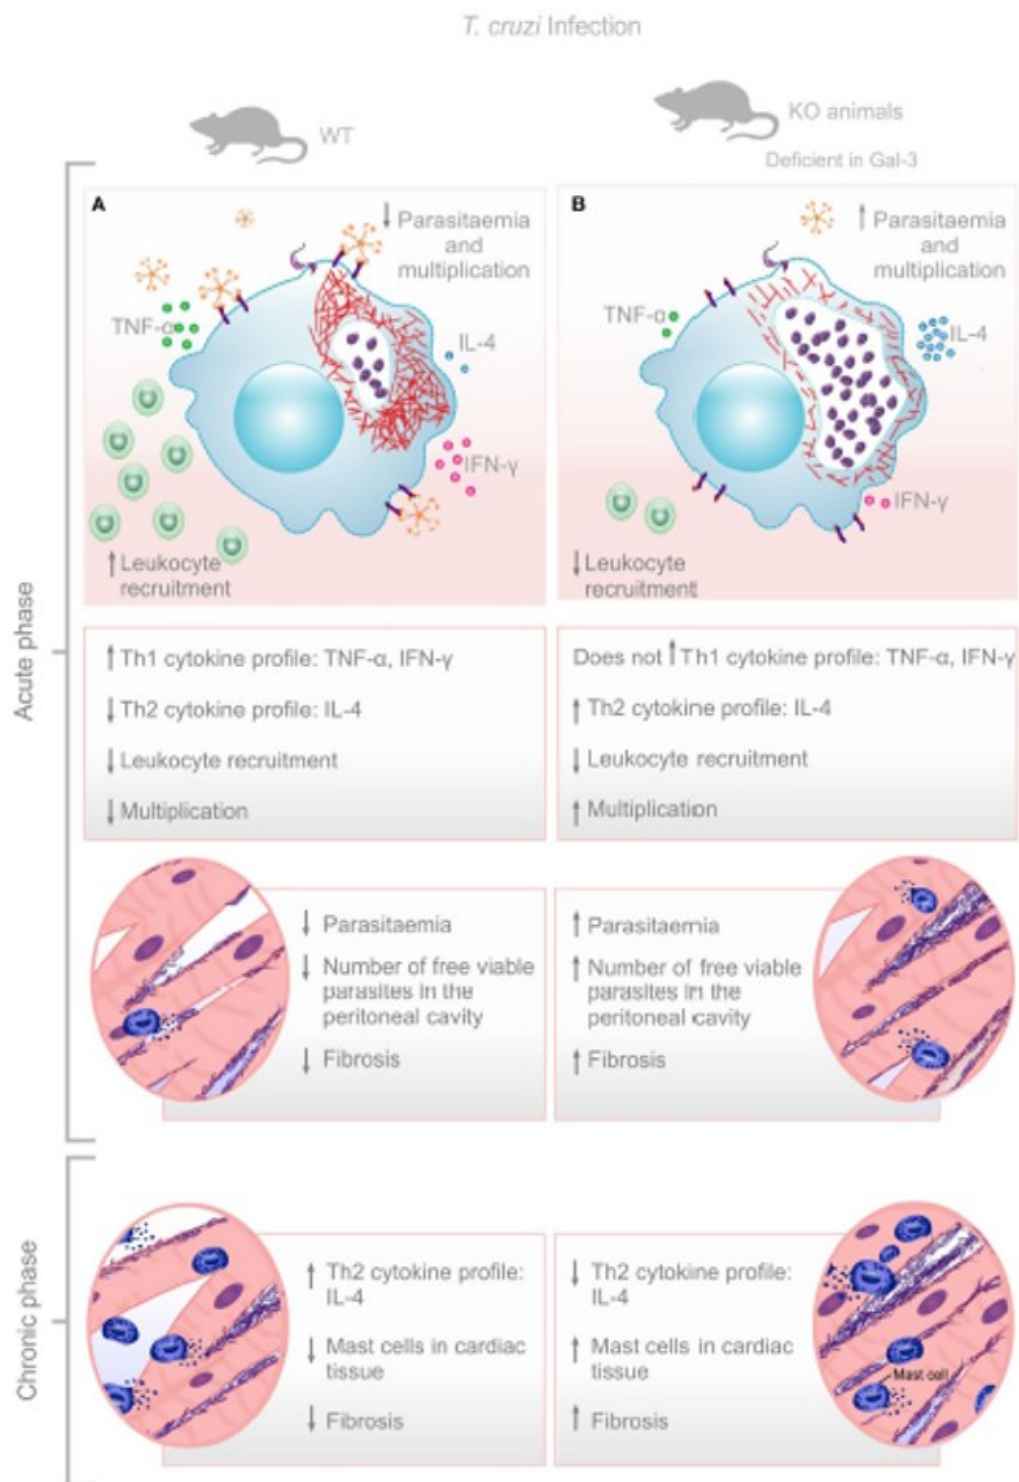 T. cruzi Infection
WT
KO animals
Deficient in Gal-3
Acute phase
A
↓ Parasitaemia
and
multiplication
TNF-α
IL-4
IFN-γ
↑ Leukocyte
recruitment
B
↑ Parasitaemia
and
multiplication
TNF-α
IL-4
IFN-γ
↓ Leukocyte
recruitment
↑ Th1 cytokine profile: TNF-α, IFN-γ
↓ Th2 cytokine profile: IL-4
↓ Leukocyte recruitment
↓ Multiplication
Does not ↑ Th1 cytokine profile: TNF-α, IFN-γ
↑ Th2 cytokine profile: IL-4
↓ Leukocyte recruitment
↑ Multiplication
↓ Parasitaemia
↓ Number of free viable
parasites in the
peritoneal cavity
↓ Fibrosis
↑ Parasitaemia
↑ Number of free viable
parasites in the
peritoneal cavity
↑ Fibrosis
Chronic phase
↑ Th2 cytokine profile:
IL-4
↓ Mast cells in cardiac
tissue
↓ Fibrosis
↓ Th2 cytokine profile:
IL-4
↑ Mast cells in cardiac
tissue
↑ Fibrosis
Mast cell